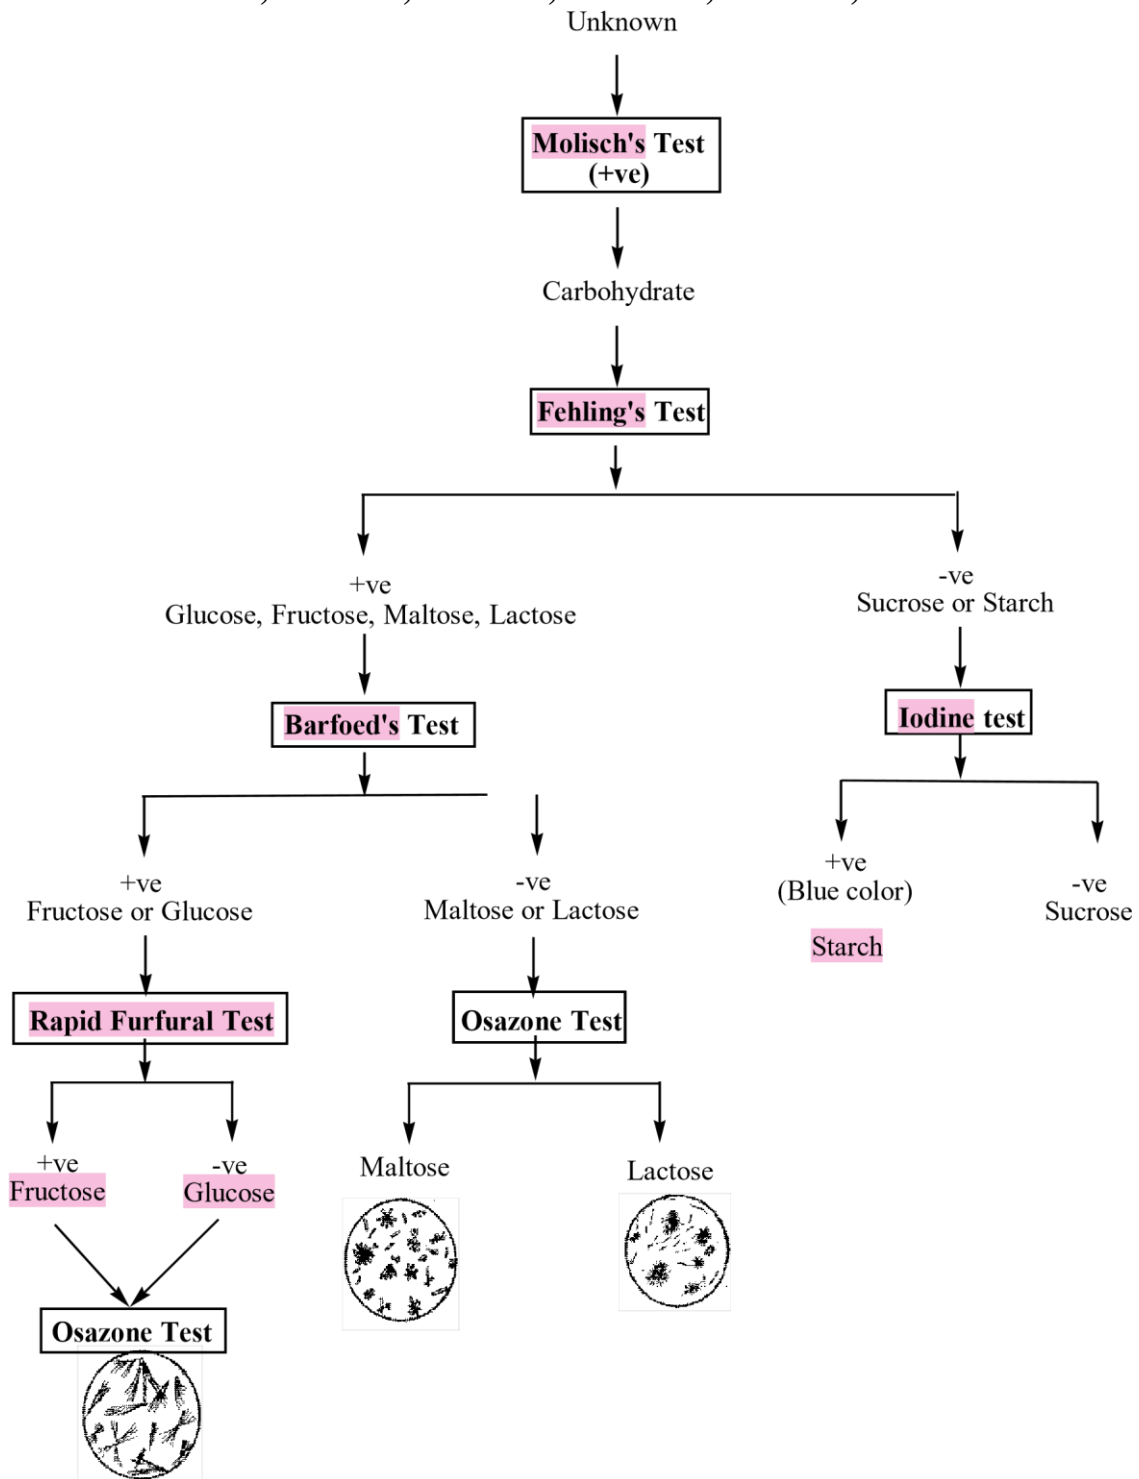 Unknown
Molisch's Test
(+ve)
Carbohydrate
Fehling's Test
+ve
Glucose, Fructose, Maltose, Lactose
-ve
Sucrose or Starch
Barfoed's Test
Iodine test
+ve
Fructose or Glucose
-ve
Maltose or Lactose
+ve
(Blue color)
Starch
-ve
Sucrose
Rapid Furfural Test
Osazone Test
+ve
Fructose
-ve
Glucose
Maltose
Lactose
Osazone Test